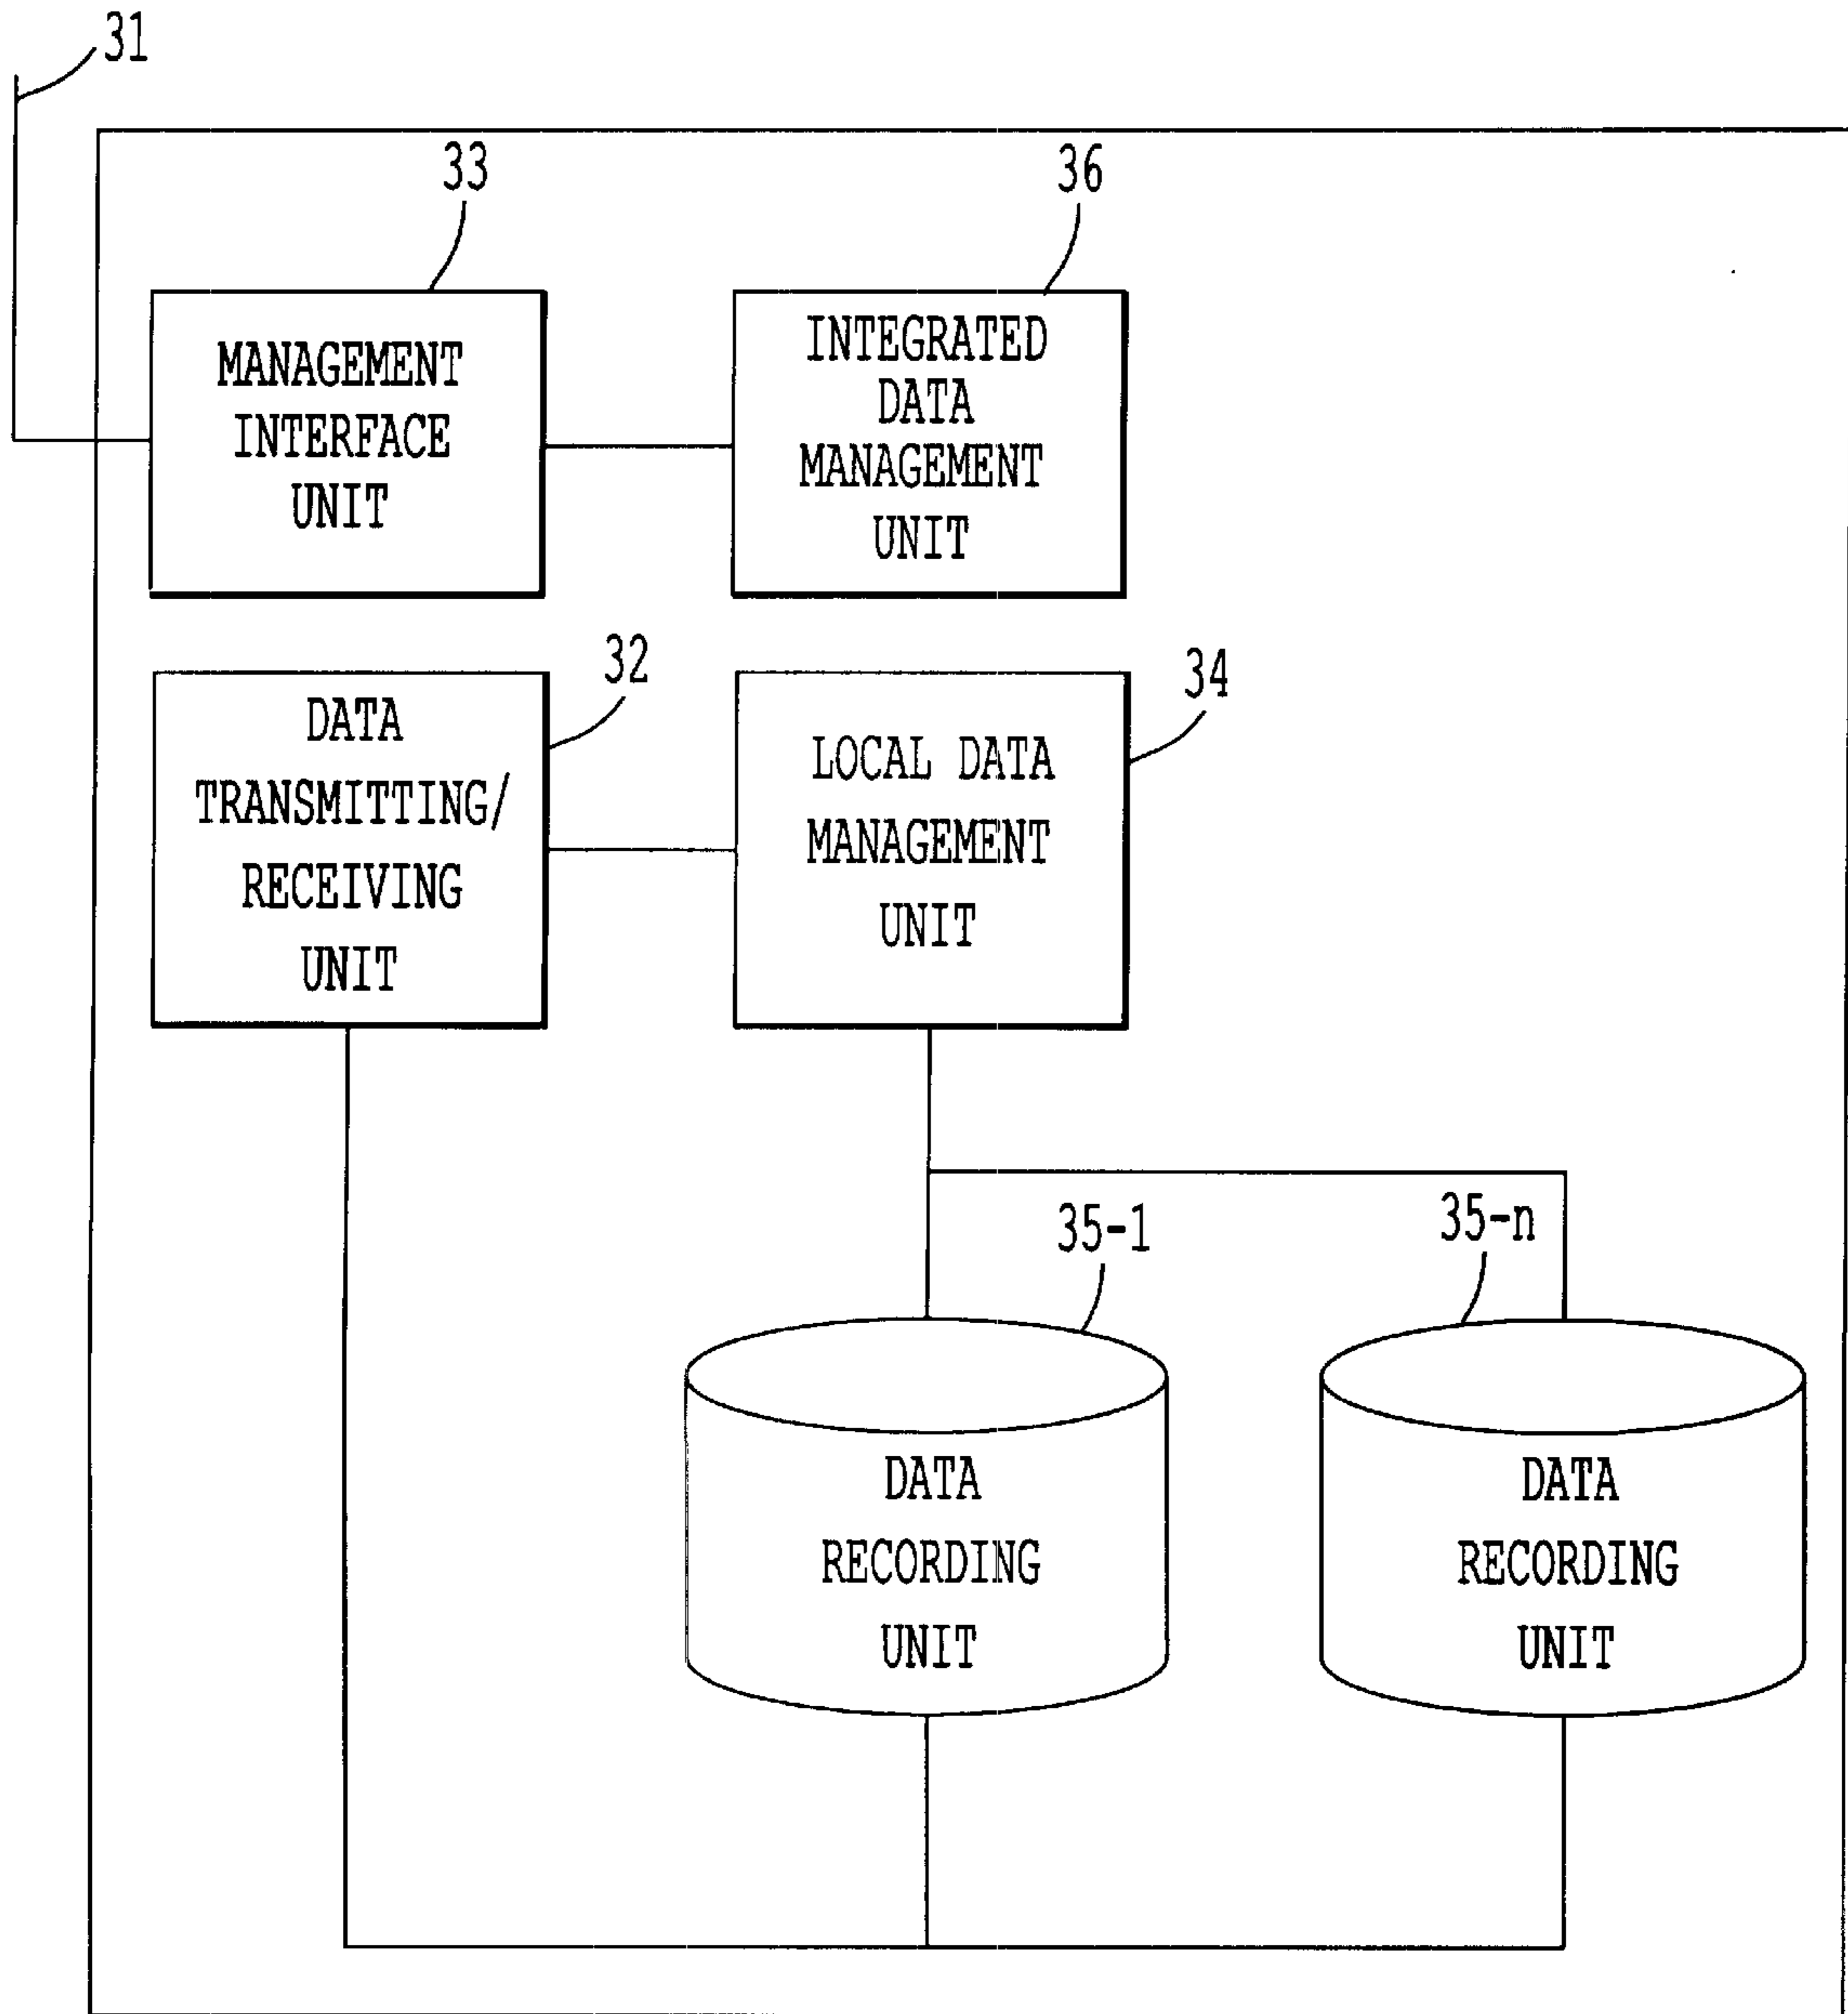 31
33
36
MANAGEMENT
INTERFACE
UNIT
INTEGRATED
DATA
MANAGEMENT
UNIT
32
34
DATA
TRANSMITTING/
RECEIVING
UNIT
LOCAL DATA
MANAGEMENT
UNIT
35-1
35-n
DATA
RECORDING
UNIT
DATA
RECORDING
UNIT